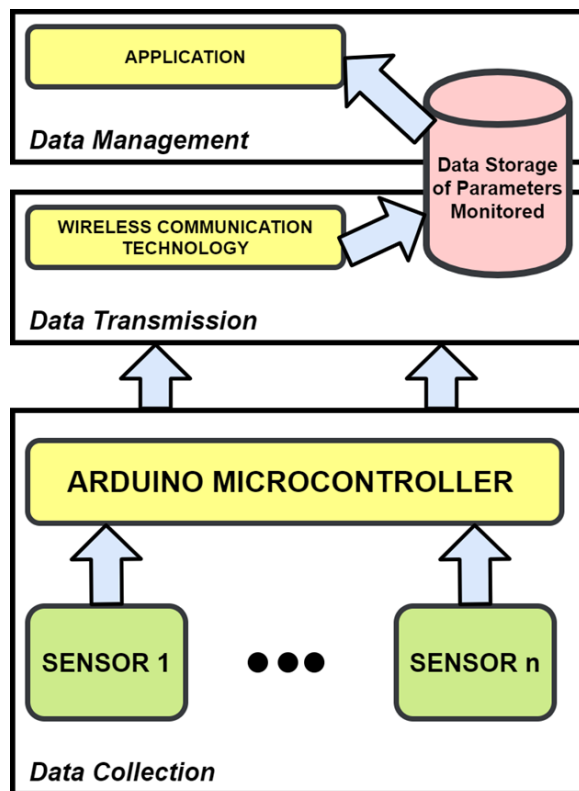 APPLICATION
Data Management
Data Storage
of Parameters
Monitored
WIRELESS COMMUNICATION
TECHNOLOGY
Data Transmission
ARDUINO MICROCONTROLLER
SENSOR 1
SENSOR n
Data Collection